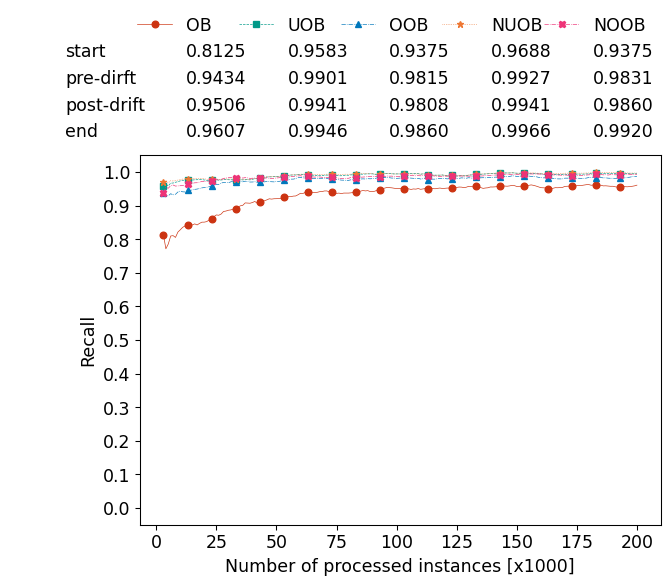 OB UOB OOB NUOB NOOB
start 0.8125 0.9583 0.9375 0.9688 0.9375
pre-dirft 0.9434 0.9901 0.9815 0.9927 0.9831
post-drift 0.9506 0.9941 0.9808 0.9941 0.9860
end 0.9607 0.9946 0.9860 0.9966 0.9920
1.0
0.9
0.8
0.7
0.6
0.5
0.4
0.3
0.2
0.1
0.0
Recall
0 25 50 75 100 125 150 175 200
Number of processed instances [x1000]